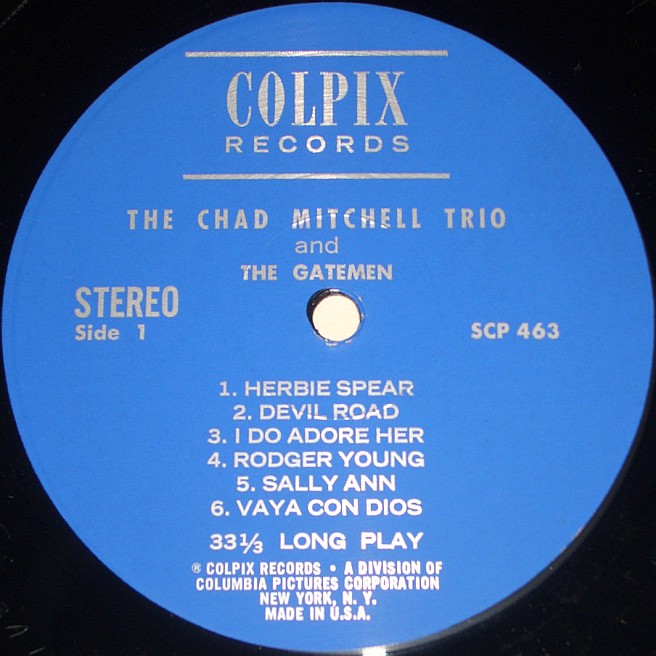 COLPIX
RECORDS
THE CHAD MITCHELL TRIO
and
THE GATEMEN
STEREO
Side 1
SCP 463
1. HERBIE SPEAR
2. DEVIL ROAD
3. I DO ADORE HER
4. RODGER YOUNG
5. SALLY ANN
6. VAYA CON DIOS
33⅓ LONG PLAY
® COLPIX RECORDS • A DIVISION OF
COLUMBIA PICTURES CORPORATION
NEW YORK, N. Y.
MADE IN U.S.A.